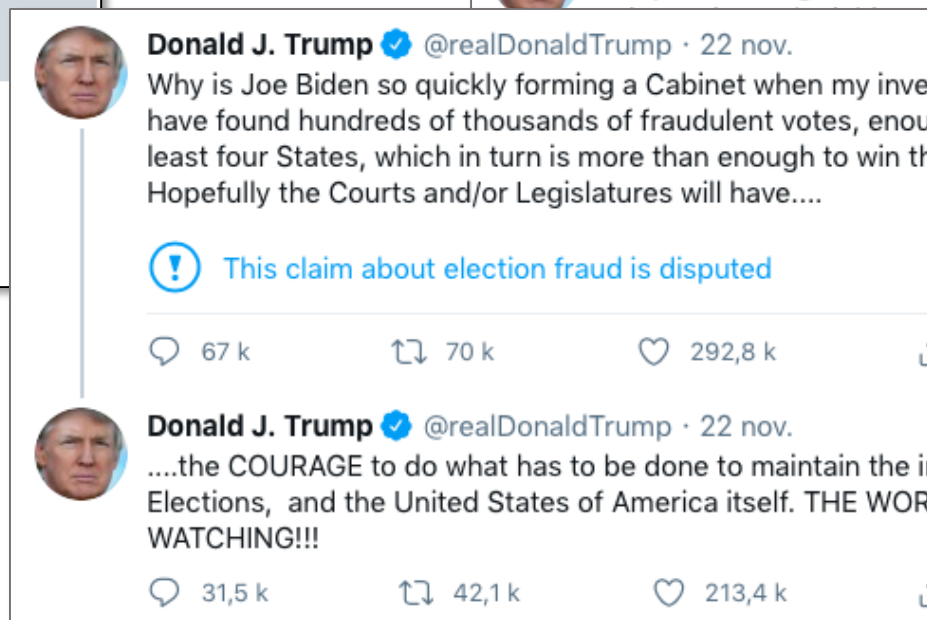 Donald J. Trump @realDonaldTrump · 22 nov.
Why is Joe Biden so quickly forming a Cabinet when my inve
have found hundreds of thousands of fraudulent votes, enou
least four States, which in turn is more than enough to win th
Hopefully the Courts and/or Legislatures will have....
This claim about election fraud is disputed
67 k 70 k 292,8 k
Donald J. Trump @realDonaldTrump · 22 nov.
....the COURAGE to do what has to be done to maintain the i
Elections, and the United States of America itself. THE WOR
WATCHING!!!
31,5 k 42,1 k 213,4 k